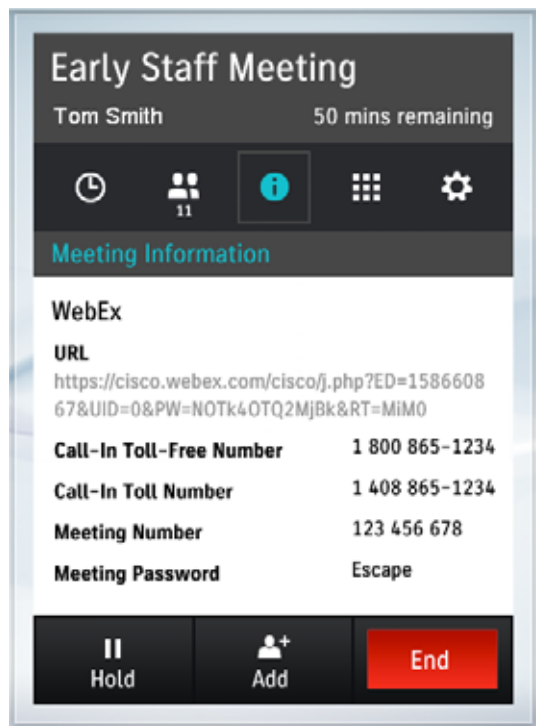 Early Staff Meeting
Tom Smith 50 mins remaining
11
Meeting Information
WebEx
URL
https://cisco.webex.com/cisco/j.php?ED=1586608
67&UID=0&PW=NOTk4OTQ2MjBk&RT=MiM0
Call-In Toll-Free Number 1 800 865-1234
Call-In Toll Number 1 408 865-1234
Meeting Number 123 456 678
Meeting Password Escape
Hold Add End